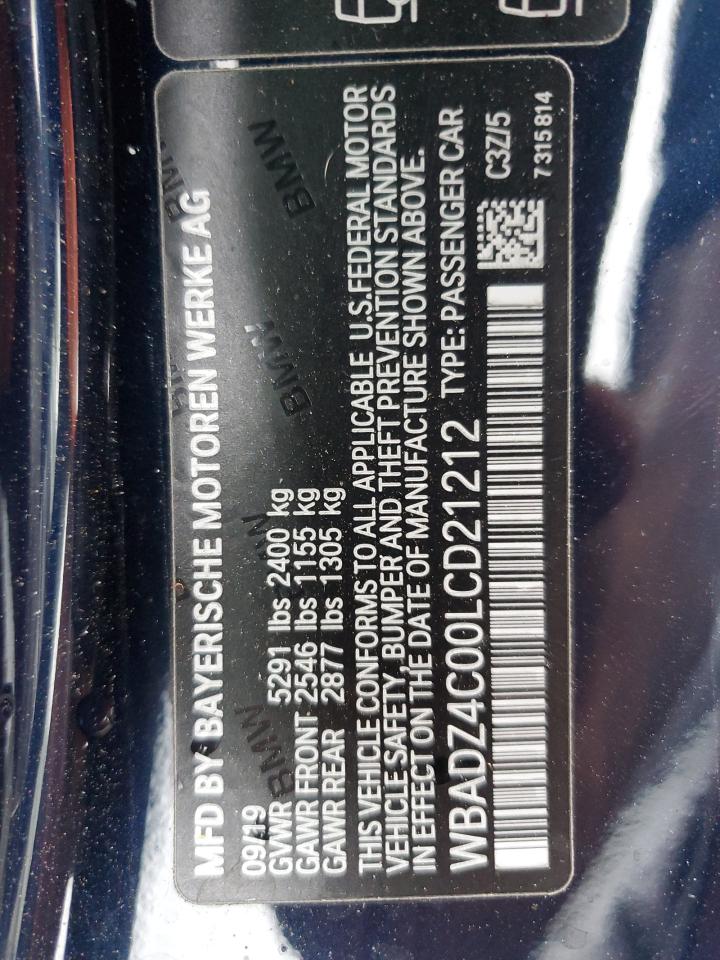 MFD BY BAYERISCHE MOTOREN WERKE AG
09/19
GVWR 5291 lbs 2400 kg
GAWR FRONT 2546 lbs 1155 kg
GAWR REAR 2877 lbs 1305 kg
THIS VEHICLE CONFORMS TO ALL APPLICABLE U.S.FEDERAL MOTOR
VEHICLE SAFETY, BUMPER AND THEFT PREVENTION STANDARDS
IN EFFECT ON THE DATE OF MANUFACTURE SHOWN ABOVE.
WBADZ4C00LCD21212 TYPE: PASSENGER CAR
C3Z/5
7 315 814
BMW
BMW
BMW